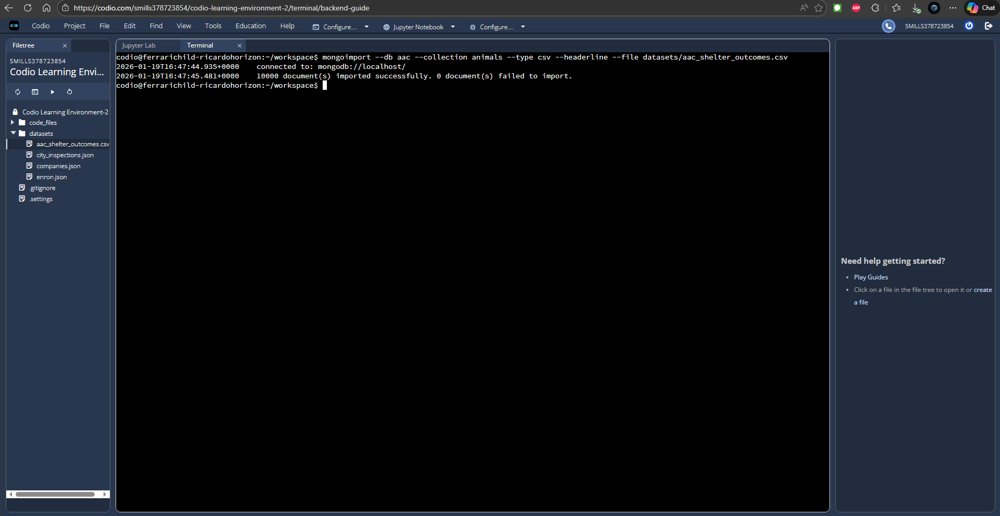 https://codio.com/smills378723854/codio-learning-environment-2/terminal/backend-guide
ABP
Chat
Codio Project File Edit Find View Tools Education Help Configure.... Jupyter Notebook Configure.... SMILLS378723854
Filetree
Jupyter Lab Terminal
SMILLS378723854
Codio Learning Envi...
Codio Learning Environment-2
code_files
datasets
aac_shelter_outcomes.csv
city_inspections.json
companies.json
enron.json
.gitignore
.settings
codio@ferrarichild-ricardohorizon:~/workspace$ mongoimport --db aac --collection animals --type csv --headerline --file datasets/aac_shelter_outcomes.csv
2026-01-19T16:47:44.935+0000 connected to: mongodb://localhost/
2026-01-19T16:47:45.481+0000 10000 document(s) imported successfully. 0 document(s) failed to import.
codio@ferrarichild-ricardohorizon:~/workspace$
Need help getting started?
Play Guides
Click on a file in the file tree to open it or create
a file